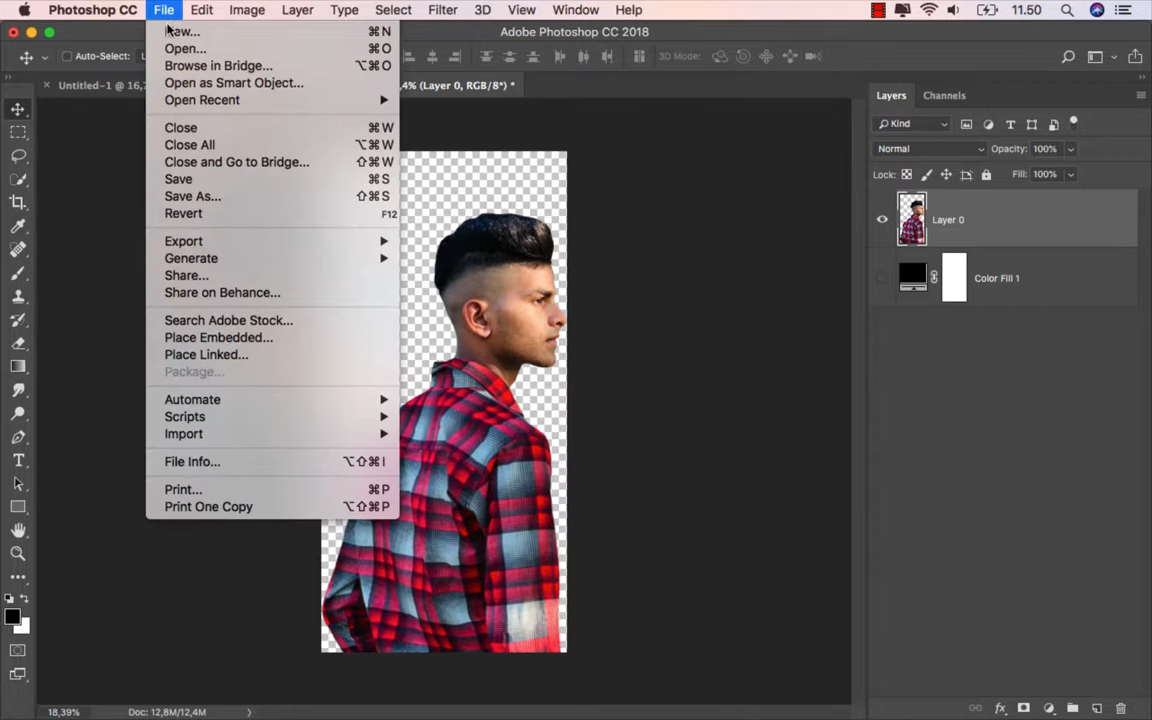 Photoshop CC File Edit Image Layer Type Select Filter 3D View Window Help 11.50
Adobe Photoshop CC 2018
Auto-Select: 3D Mode:
Untitled-1 @ 16, ,4% (Layer 0, RGB/8*) *
⌘N
Open... ⌘O
Browse in Bridge... ⌥⌘O
Open as Smart Object...
Open Recent
Close ⌘W
Close All ⌥⌘W
Close and Go to Bridge... ⇧⌘W
Save ⌘S
Save As... ⇧⌘S
Revert F12
Export
Generate
Share...
Share on Behance...
Search Adobe Stock...
Place Embedded...
Place Linked...
Package...
Automate
Scripts
Import
File Info... ⌥⇧⌘I
Print... ⌘P
Print One Copy ⌥⇧⌘P
Layers Channels
Kind
Normal Opacity: 100%
Lock: Fill: 100%
Layer 0
Color Fill 1
18,39% Doc: 12,8M/12,4M